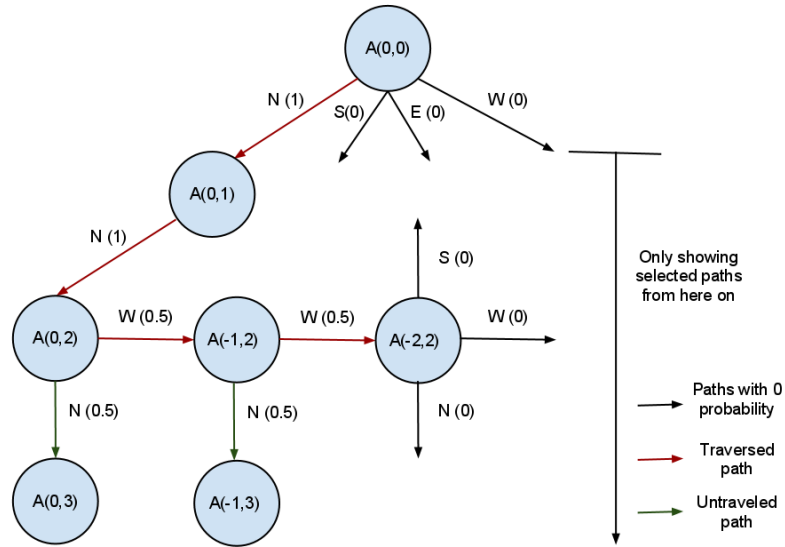 A(0,0)
N (1)
S(0)
E (0)
W (0)
A(0,1)
N (1)
S (0)
Only showing
selected paths
from here on
A(0,2)
W (0.5)
A(-1,2)
W (0.5)
A(-2,2)
W (0)
N (0.5)
N (0.5)
N (0)
Paths with 0
probability
Traversed
path
A(0,3)
A(-1,3)
Untraveled
path